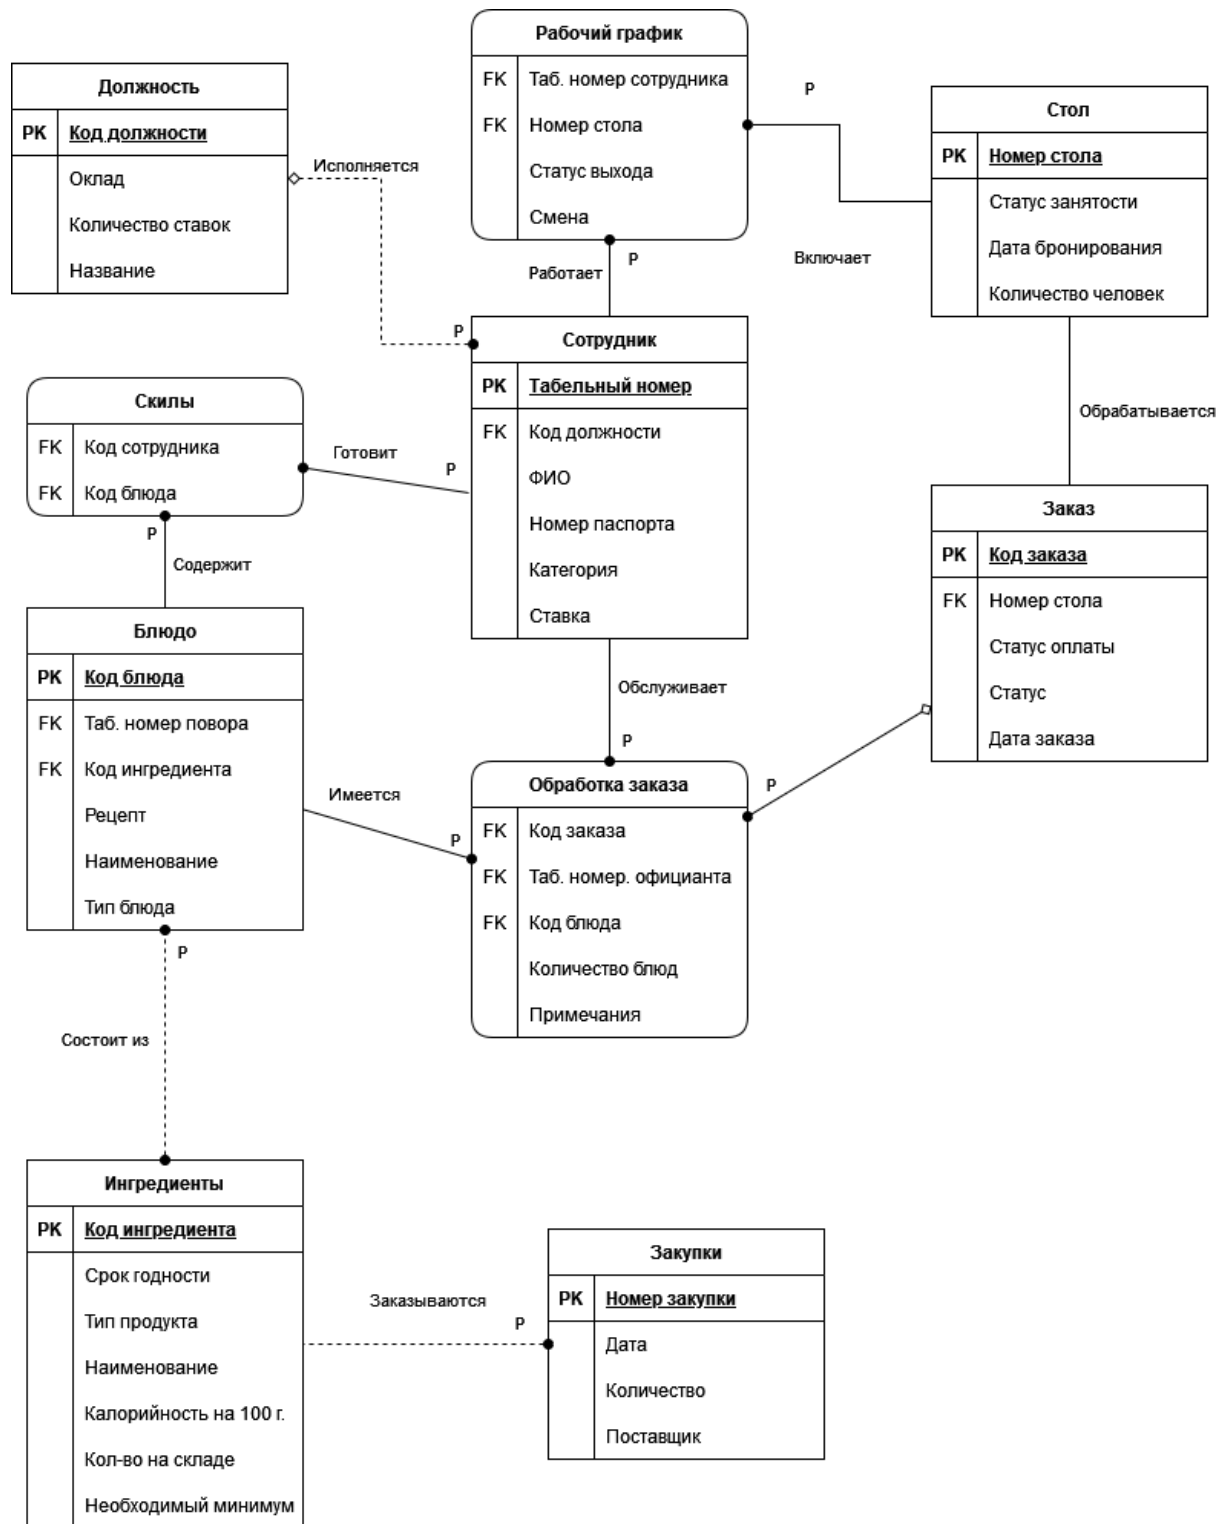 Рабочий график
FK Таб. номер сотрудника
FK Номер стола
Статус выхода
Смена
Должность
PK Код должности
Оклад
Количество ставок
Название
Исполняется
P
Стол
PK Номер стола
Статус занятости
Дата бронирования
Количество человек
P
Включает
Работает
P
Сотрудник
PK Табельный номер
FK Код должности
ФИО
Номер паспорта
Категория
Ставка
Обрабатывается
Скилы
FK Код сотрудника
FK Код блюда
Готовит
P
P
Содержит
Заказ
PK Код заказа
FK Номер стола
Статус оплаты
Статус
Дата заказа
Блюдо
PK Код блюда
FK Таб. номер повора
FK Код ингредиента
Рецепт
Наименование
Тип блюда
Обслуживает
P
P
Имеется
P
Обработка заказа
FK Код заказа
FK Таб. номер. официанта
FK Код блюда
Количество блюд
Примечания
P
Состоит из
Ингредиенты
PK Код ингредиента
Срок годности
Тип продукта
Наименование
Калорийность на 100 г.
Кол-во на складе
Необходимый минимум
Заказываются
P
Закупки
PK Номер закупки
Дата
Количество
Поставщик